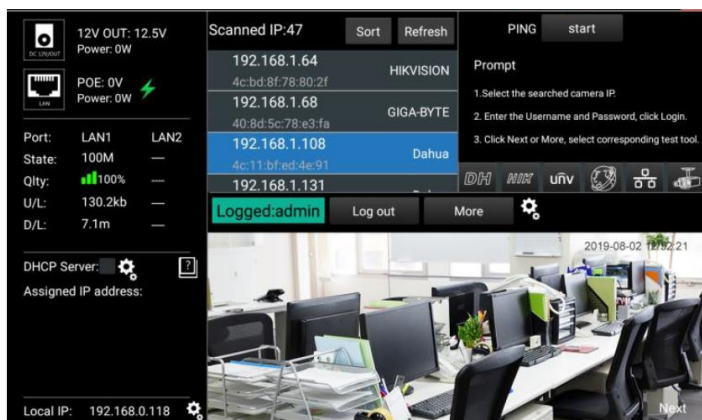 DC 12V/OUT
12V OUT: 12.5V
Power: 0W
LAN
POE: 0V
Power: 0W
Port: LAN1 LAN2
State: 100M —
Qlty: 100% —
U/L: 130.2kb —
D/L: 7.1m —
DHCP Server:
Assigned IP address:
Local IP: 192.168.0.118
Scanned IP:47 Sort Refresh
192.168.1.64
4c:bd:8f:78:80:2f
HIKVISION
192.168.1.68
40:8d:5c:78:e3:fa
GIGA-BYTE
192.168.1.108
4c:11:bf:ed:4e:91
Dahua
192.168.1.131
PING start
Prompt
1.Select the searched camera IP.
2. Enter the Username and Password, click Login.
3. Click Next or More, select corresponding test tool.
DH HIK unv
Logged:admin Log out More
2019-08-02
Next